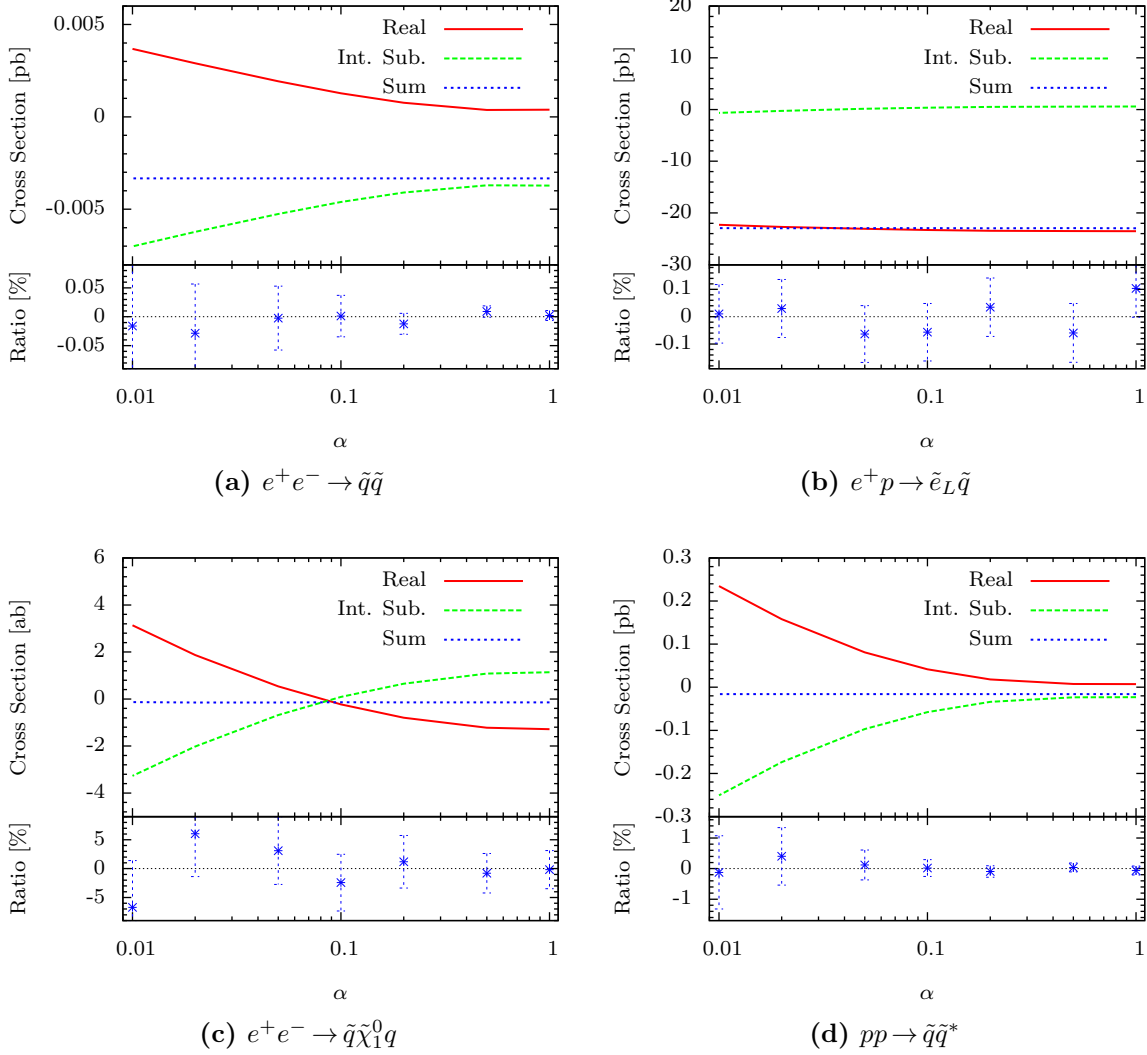 Cross Section [pb]
0.005
0
-0.005
Real
Int. Sub.
Sum
Ratio [%]
0.05
0
-0.05
0.01
0.1
1
α
(a) e⁺e⁻ → q̃q̃
Cross Section [pb]
20
10
0
-10
-20
-30
Real
Int. Sub.
Sum
Ratio [%]
0.1
0
-0.1
0.01
0.1
1
α
(b) e⁺p → ẽ_L q̃
Cross Section [ab]
6
4
2
0
-2
-4
Real
Int. Sub.
Sum
Ratio [%]
5
0
-5
0.01
0.1
1
α
(c) e⁺e⁻ → q̃χ̃₁⁰q
Cross Section [pb]
0.3
0.2
0.1
0
-0.1
-0.2
-0.3
Real
Int. Sub.
Sum
Ratio [%]
1
0
-1
0.01
0.1
1
α
(d) pp → q̃q̃*